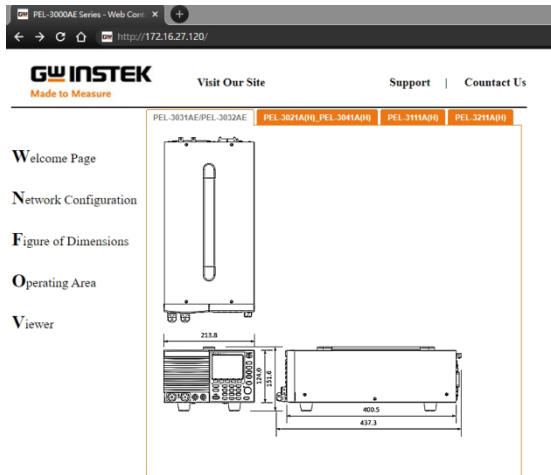 PEL-3000AE Series - Web Cont
http://172.16.27.120/
GW INSTEK
Made to Measure
Visit Our Site
Support | Countact Us
PEL-3031AE/PEL-3032AE PEL-3021A(H)_PEL-3041A(H) PEL-3111A(H) PEL-3211A(H)
Welcome Page
Network Configuration
Figure of Dimensions
Operating Area
Viewer
213.8
124.0
151.6
400.5
437.3